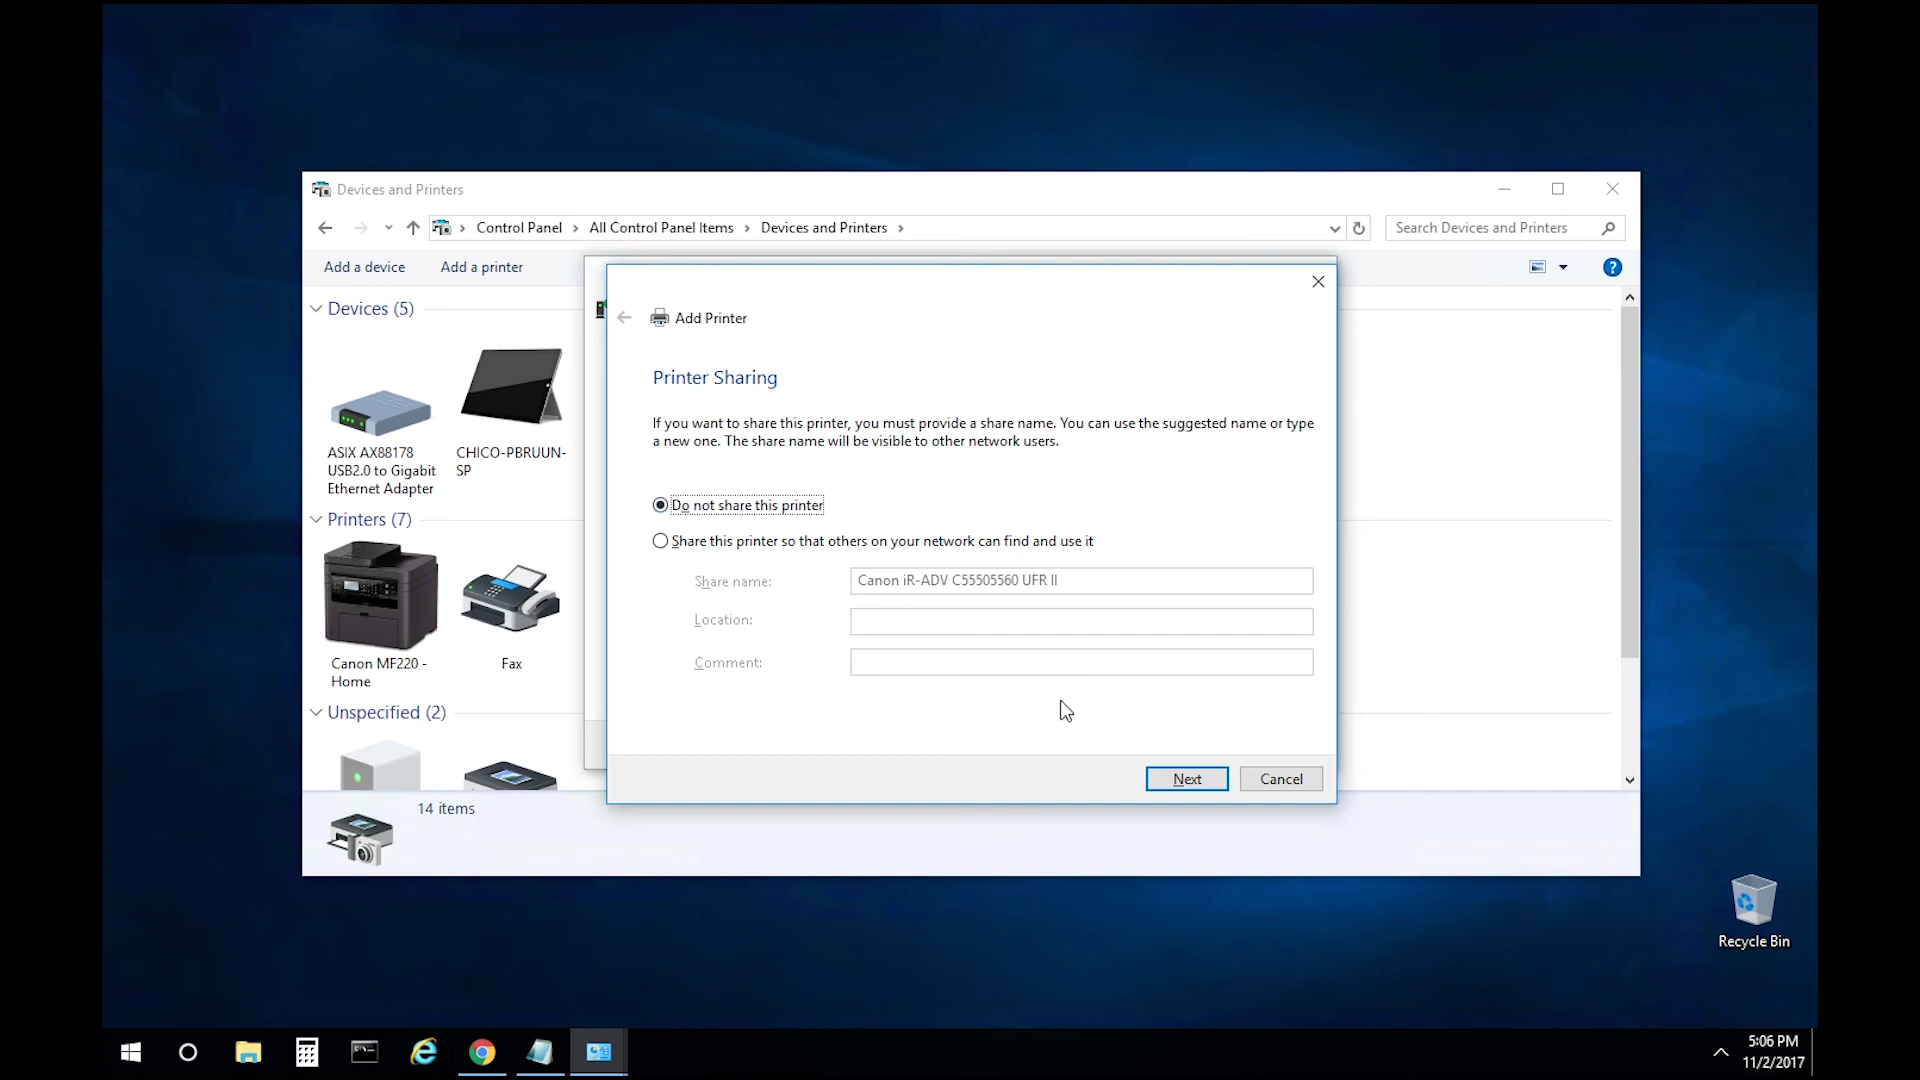 Devices and Printers
Control Panel > All Control Panel Items > Devices and Printers >
Search Devices and Printers
Add a device
Add a printer
Devices (5)
ASIX AX88178
USB2.0 to Gigabit
Ethernet Adapter
CHICO-PBRUUN-
SP
Printers (7)
Canon MF220 -
Home
Fax
Unspecified (2)
14 items
Add Printer
Printer Sharing
If you want to share this printer, you must provide a share name. You can use the suggested name or type
a new one. The share name will be visible to other network users.
Do not share this printer
Share this printer so that others on your network can find and use it
Share name:
Canon iR-ADV C55505560 UFR II
Location:
Comment:
Next
Cancel
Recycle Bin
5:06 PM
11/2/2017